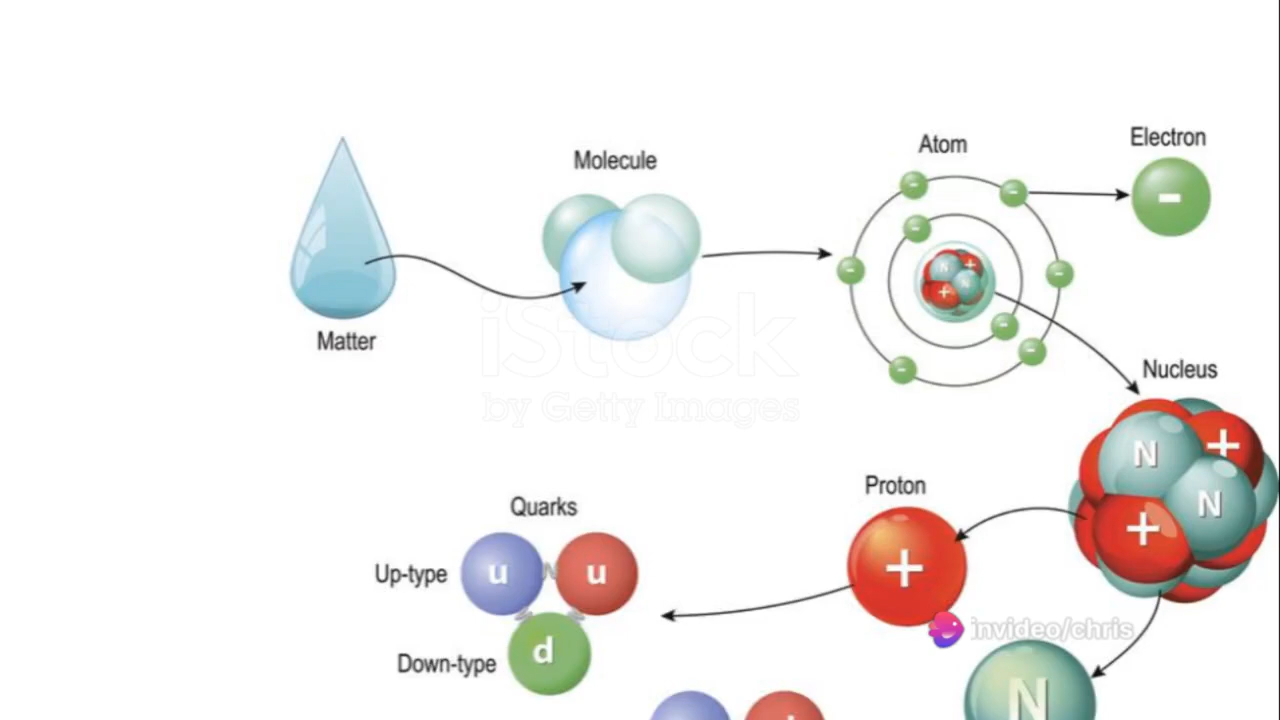 Electron
Atom
Molecule
-
-
-
-
-
-
-
-
-
N
+
N
+
Matter
iStock
by Getty Images
Nucleus
N
+
N
+
Proton
+
Quarks
Up-type
u
u
Down-type
d
invideo/chris
N